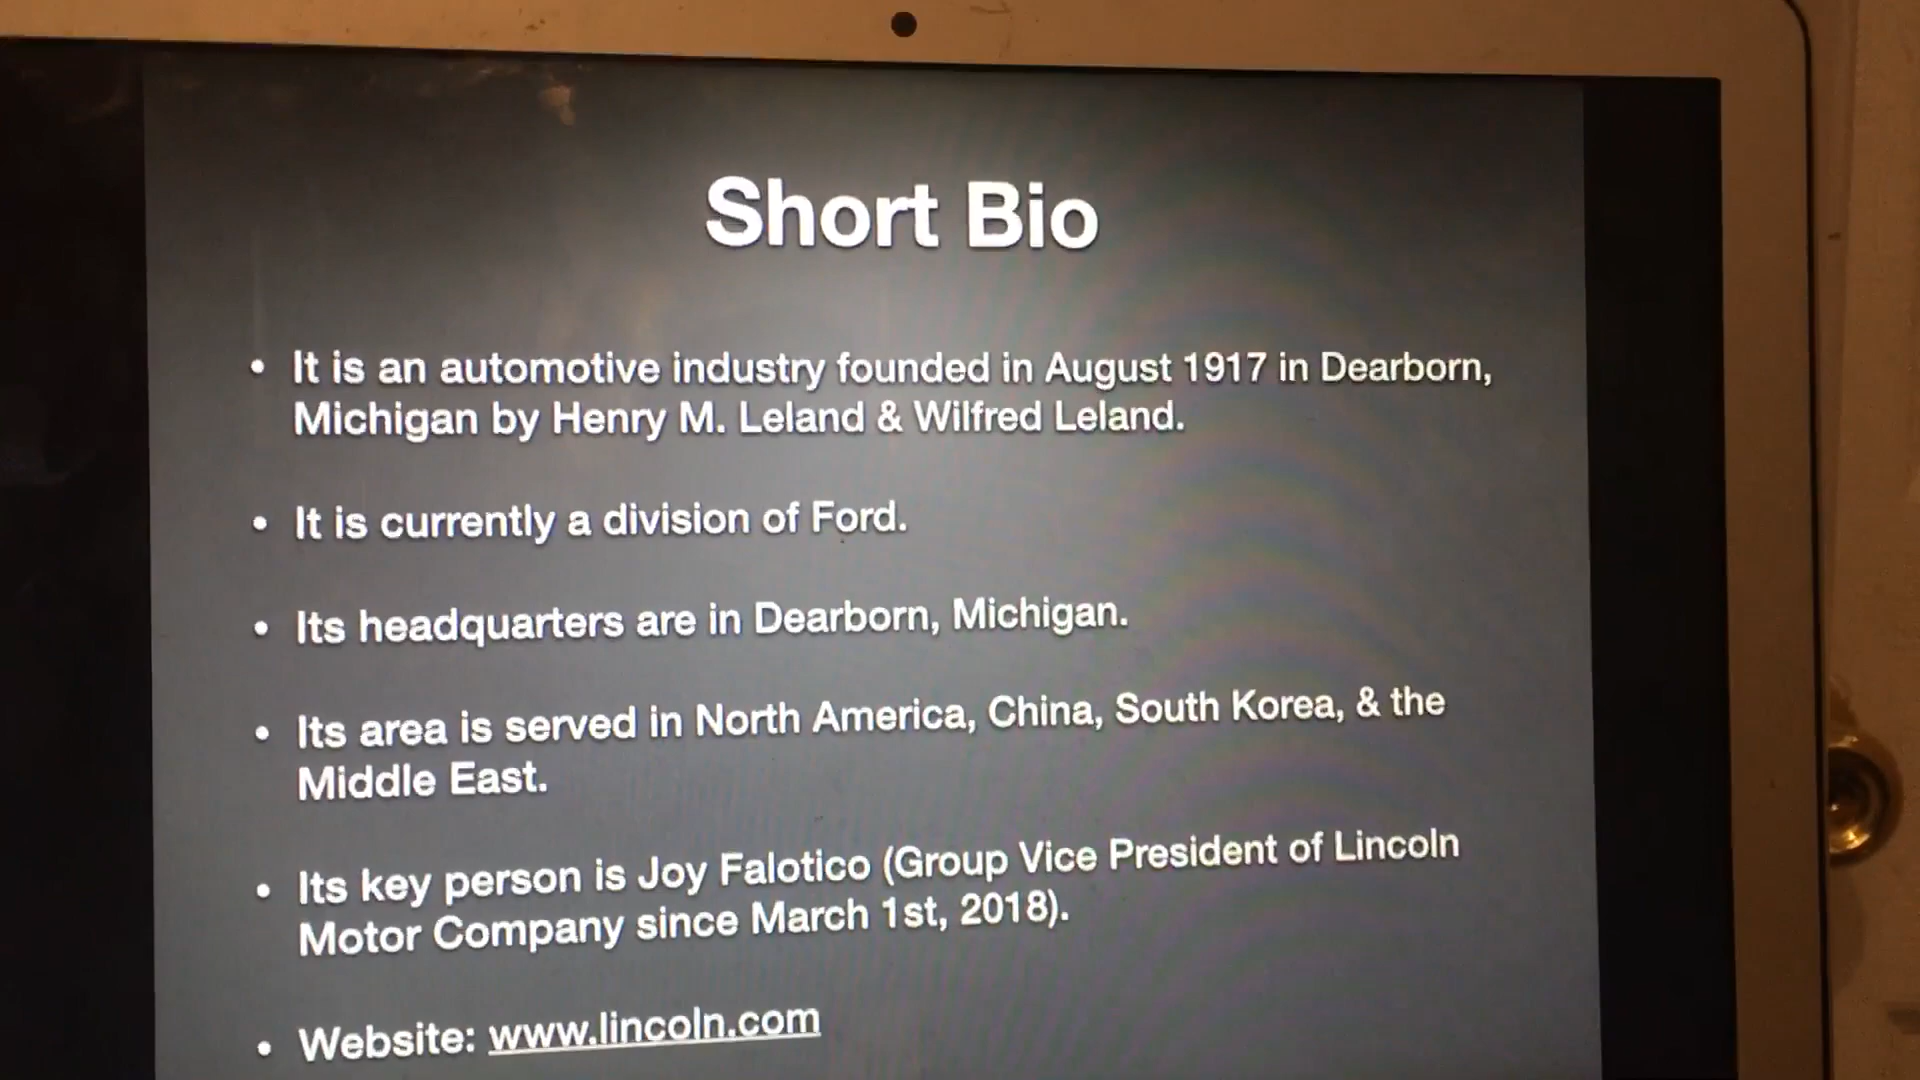 Short Bio
• It is an automotive industry founded in August 1917 in Dearborn,
Michigan by Henry M. Leland & Wilfred Leland.
• It is currently a division of Ford.
• Its headquarters are in Dearborn, Michigan.
• Its area is served in North America, China, South Korea, & the
Middle East.
• Its key person is Joy Falotico (Group Vice President of Lincoln
Motor Company since March 1st, 2018).
• Website: www.lincoln.com